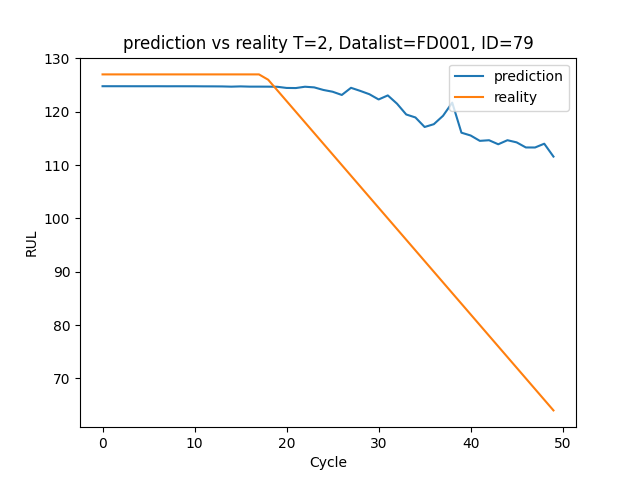 prediction vs reality T=2, Datalist=FD001, ID=79
130
120
110
100
90
80
70
RUL
prediction
reality
0 10 20 30 40 50
Cycle